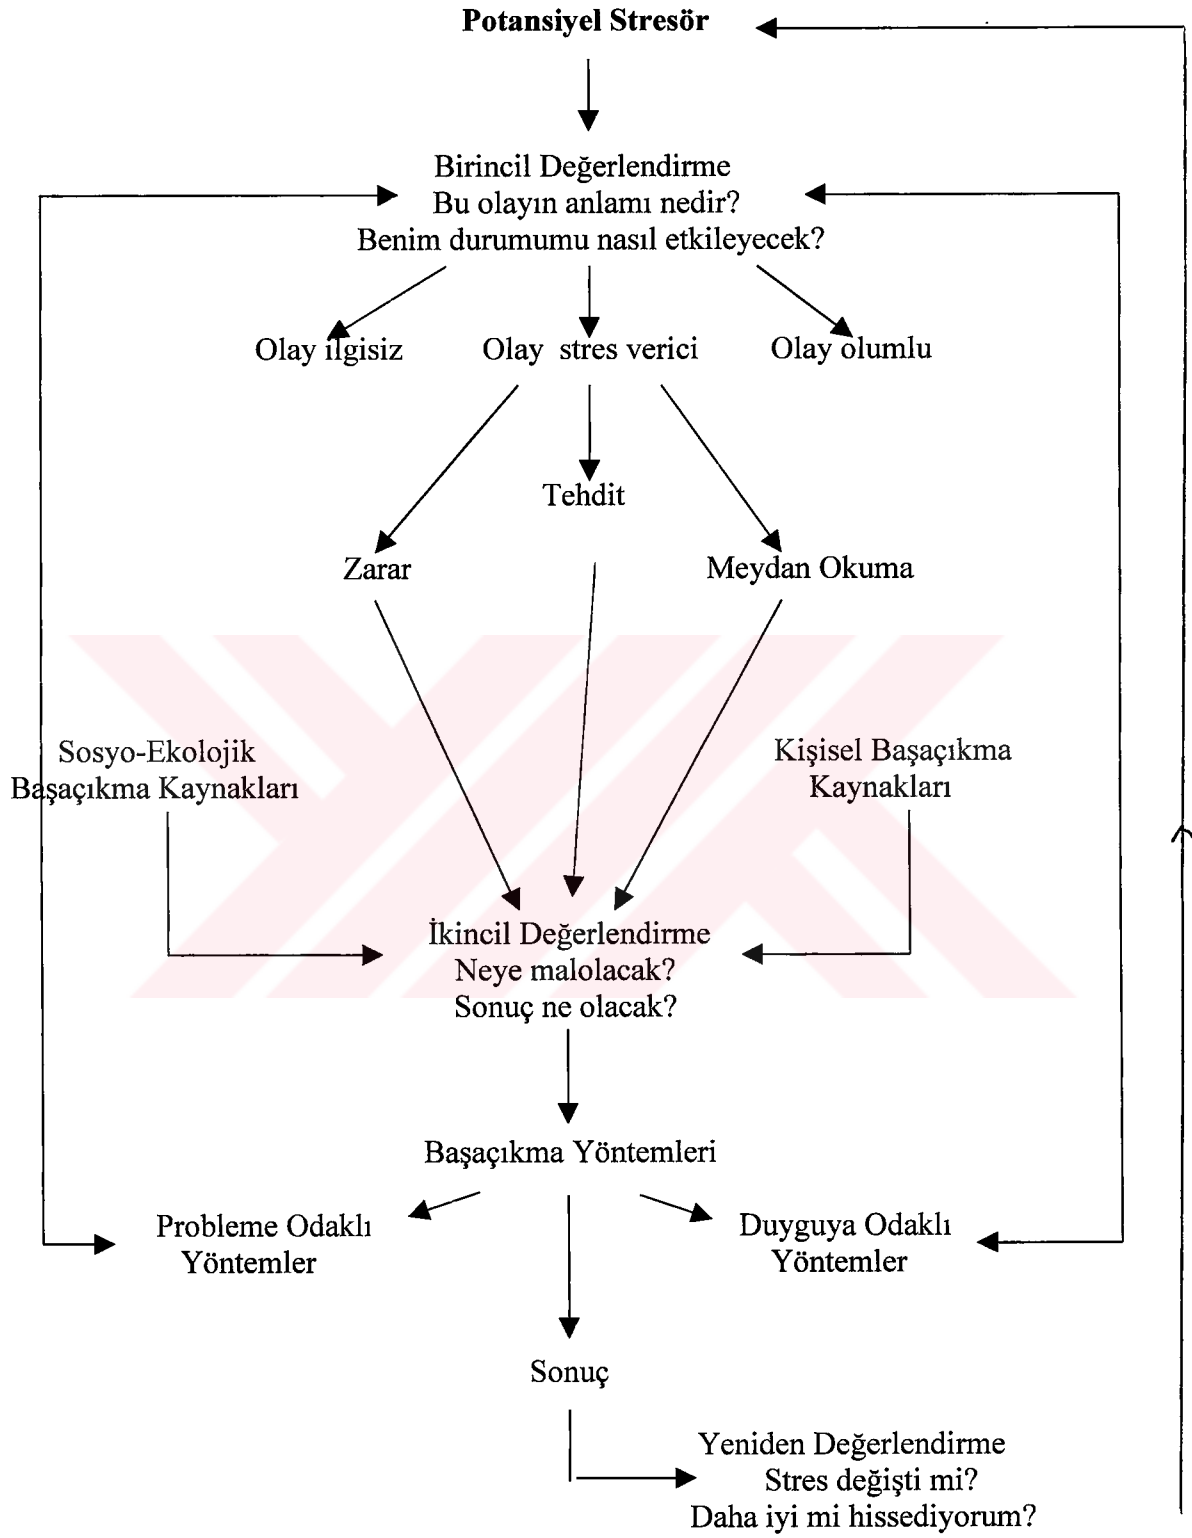 Potansiyel Stresör
Birincil Değerlendirme
Bu olayın anlamı nedir?
Benim durumumu nasıl etkileyecek?
Olay ilgisiz
Olay stres verici
Olay olumlu
Tehdit
Zarar
Meydan Okuma
Sosyo-Ekolojik
Başaçıkma Kaynakları
Kişisel Başaçıkma
Kaynakları
İkincil Değerlendirme
Neye malolacak?
Sonuç ne olacak?
Başaçıkma Yöntemleri
Probleme Odaklı
Yöntemler
Duyguya Odaklı
Yöntemler
Sonuç
Yeniden Değerlendirme
Stres değişti mi?
Daha iyi mi hissediyorum?